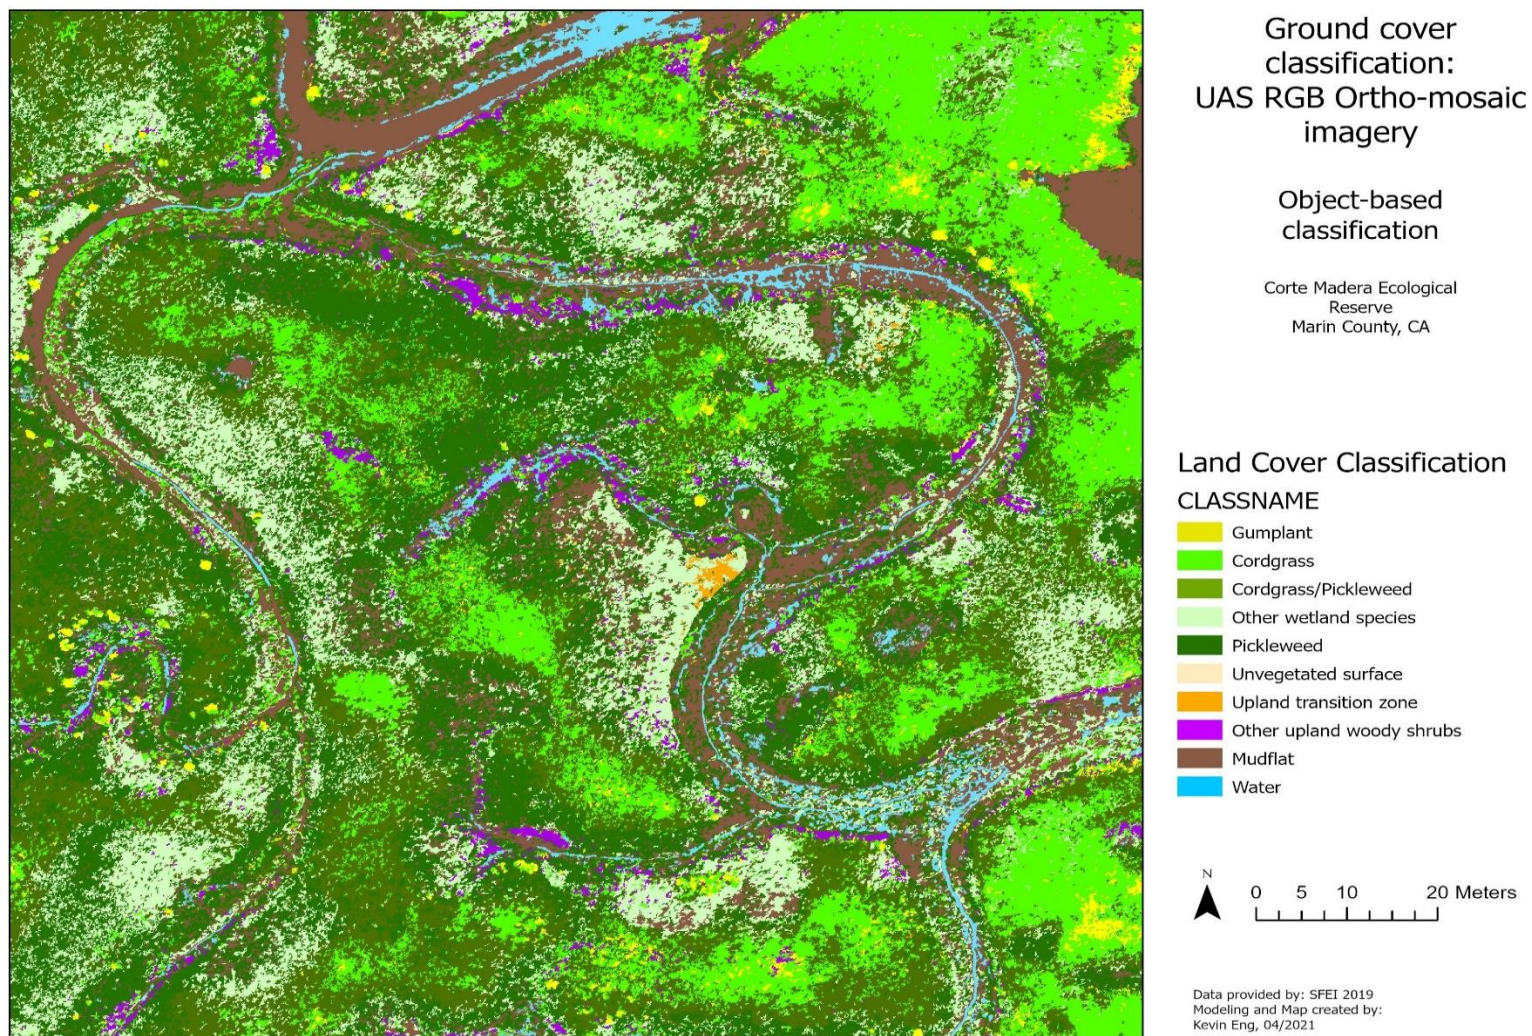 Ground cover
classification:
UAS RGB Ortho-mosaic
imagery
Object-based
classification
Corte Madera Ecological
Reserve
Marin County, CA
Land Cover Classification
CLASSNAME
Gumplant
Cordgrass
Cordgrass/Pickleweed
Other wetland species
Pickleweed
Unvegetated surface
Upland transition zone
Other upland woody shrubs
Mudflat
Water
N
0 5 10 20 Meters
Data provided by: SFEI 2019
Modeling and Map created by:
Kevin Eng, 04/2021